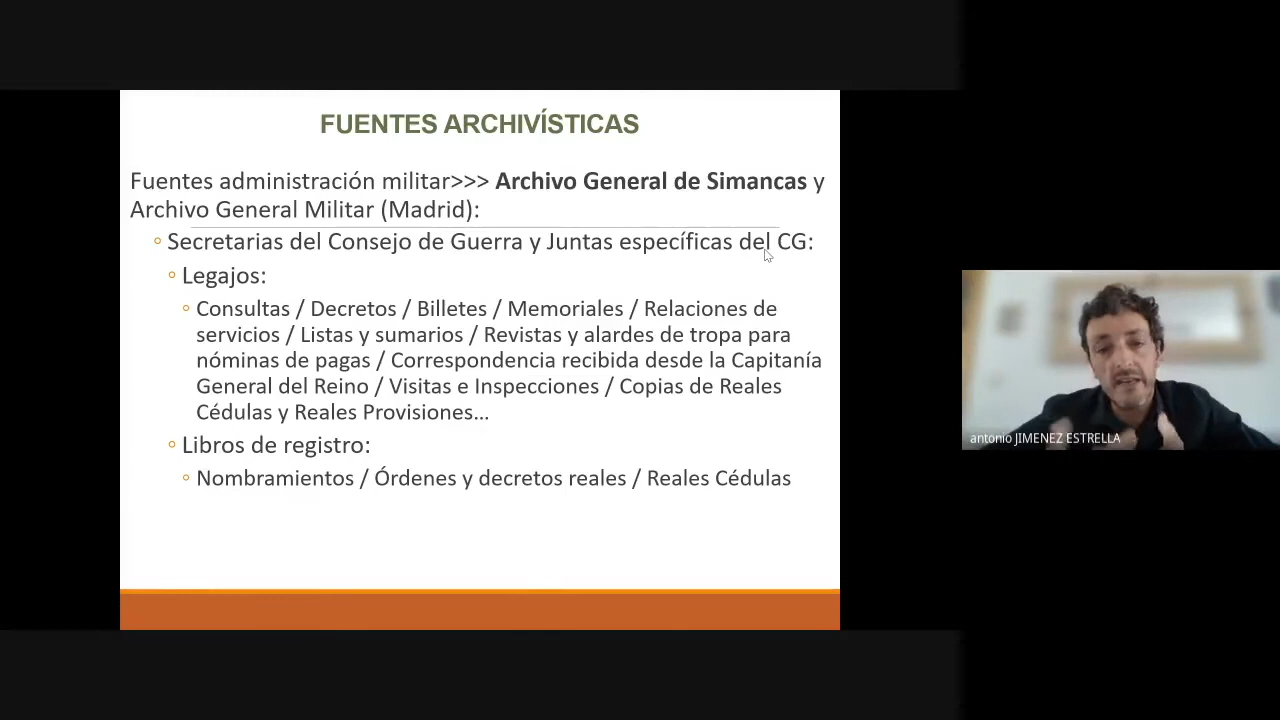 FUENTES ARCHIVÍSTICAS
Fuentes administración militar>>> Archivo General de Simancas y
Archivo General Militar (Madrid):
◦ Secretarias del Consejo de Guerra y Juntas específicas del CG:
◦ Legajos:
◦ Consultas / Decretos / Billetes / Memoriales / Relaciones de
servicios / Listas y sumarios / Revistas y alardes de tropa para
nóminas de pagas / Correspondencia recibida desde la Capitanía
General del Reino / Visitas e Inspecciones / Copias de Reales
Cédulas y Reales Provisiones…
◦ Libros de registro:
◦ Nombramientos / Órdenes y decretos reales / Reales Cédulas
antonio JIMENEZ ESTRELLA